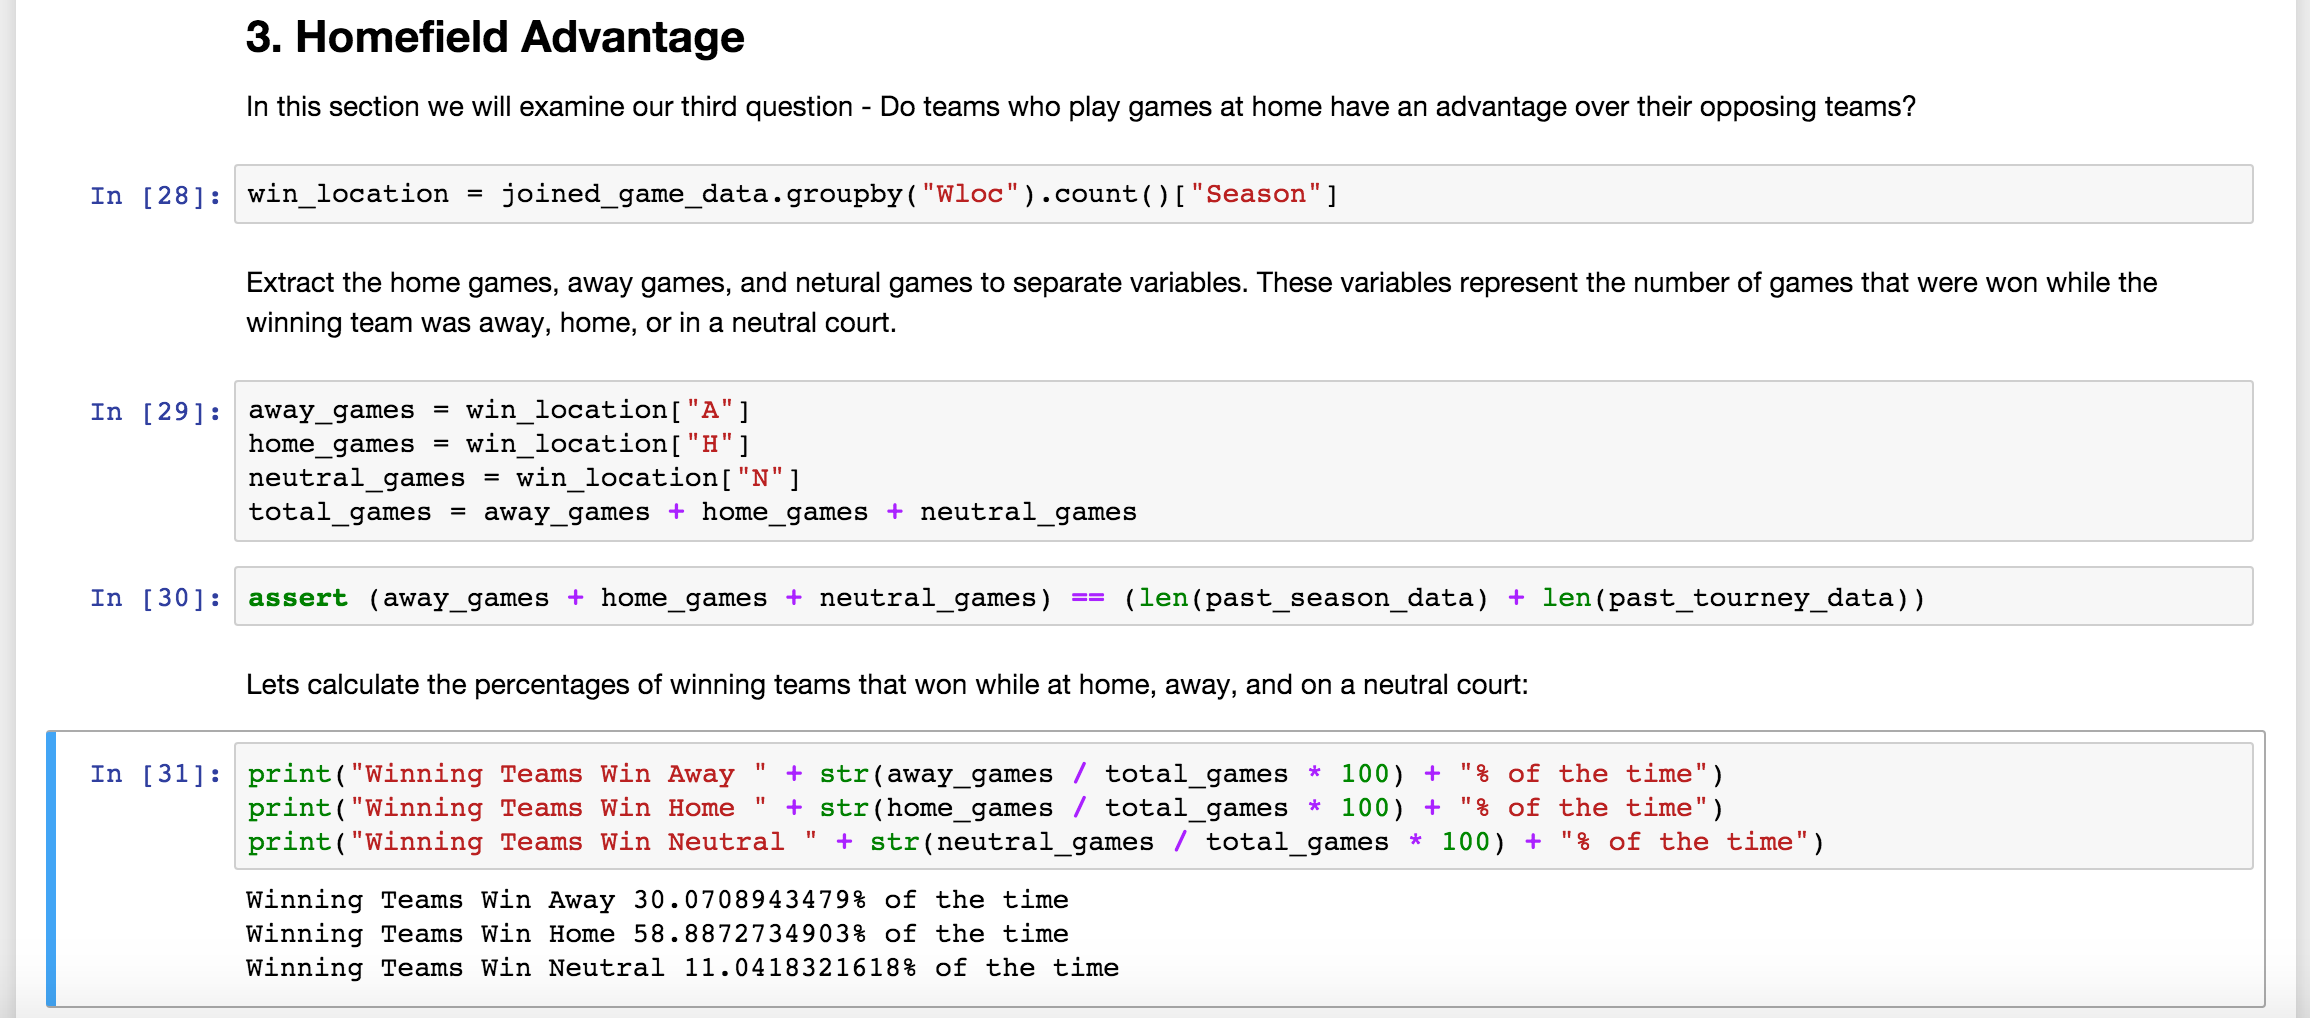 3. Homefield Advantage
In this section we will examine our third question - Do teams who play games at home have an advantage over their opposing teams?
In [28]: win_location = joined_game_data.groupby("Wloc").count()["Season"]
Extract the home games, away games, and netural games to separate variables. These variables represent the number of games that were won while the
winning team was away, home, or in a neutral court.
In [29]: away_games = win_location["A"]
home_games = win_location["H"]
neutral_games = win_location["N"]
total_games = away_games + home_games + neutral_games
In [30]: assert (away_games + home_games + neutral_games) == (len(past_season_data) + len(past_tourney_data))
Lets calculate the percentages of winning teams that won while at home, away, and on a neutral court:
In [31]: print("Winning Teams Win Away " + str(away_games / total_games * 100) + "% of the time")
print("Winning Teams Win Home " + str(home_games / total_games * 100) + "% of the time")
print("Winning Teams Win Neutral " + str(neutral_games / total_games * 100) + "% of the time")
Winning Teams Win Away 30.0708943479% of the time
Winning Teams Win Home 58.8872734903% of the time
Winning Teams Win Neutral 11.0418321618% of the time